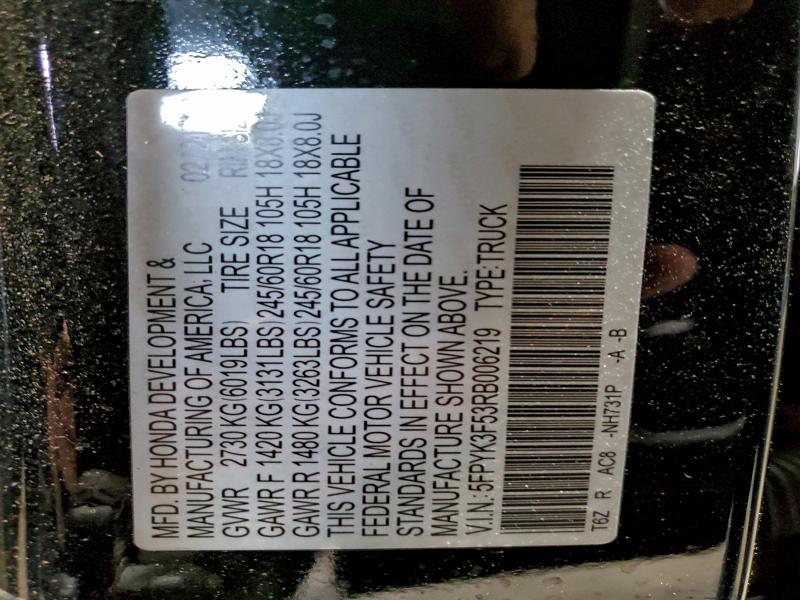 MFD. BY HONDA DEVELOPMENT &
MANUFACTURING OF AMERICA, LLC
GVWR 2730 KG(6019LBS) TIRE SIZE
GAWR F 1420 KG(3131LBS)245/60R18 105H 18X8.0J
GAWR R 1480 KG(3263LBS)245/60R18 105H 18X8.0J
THIS VEHICLE CONFORMS TO ALL APPLICABLE
FEDERAL MOTOR VEHICLE SAFETY
STANDARDS IN EFFECT ON THE DATE OF
MANUFACTURE SHOWN ABOVE.
V.I.N.:5FPYK3F53RB006219 TYPE:TRUCK
T6Z R AC8 -NH731P -A -B